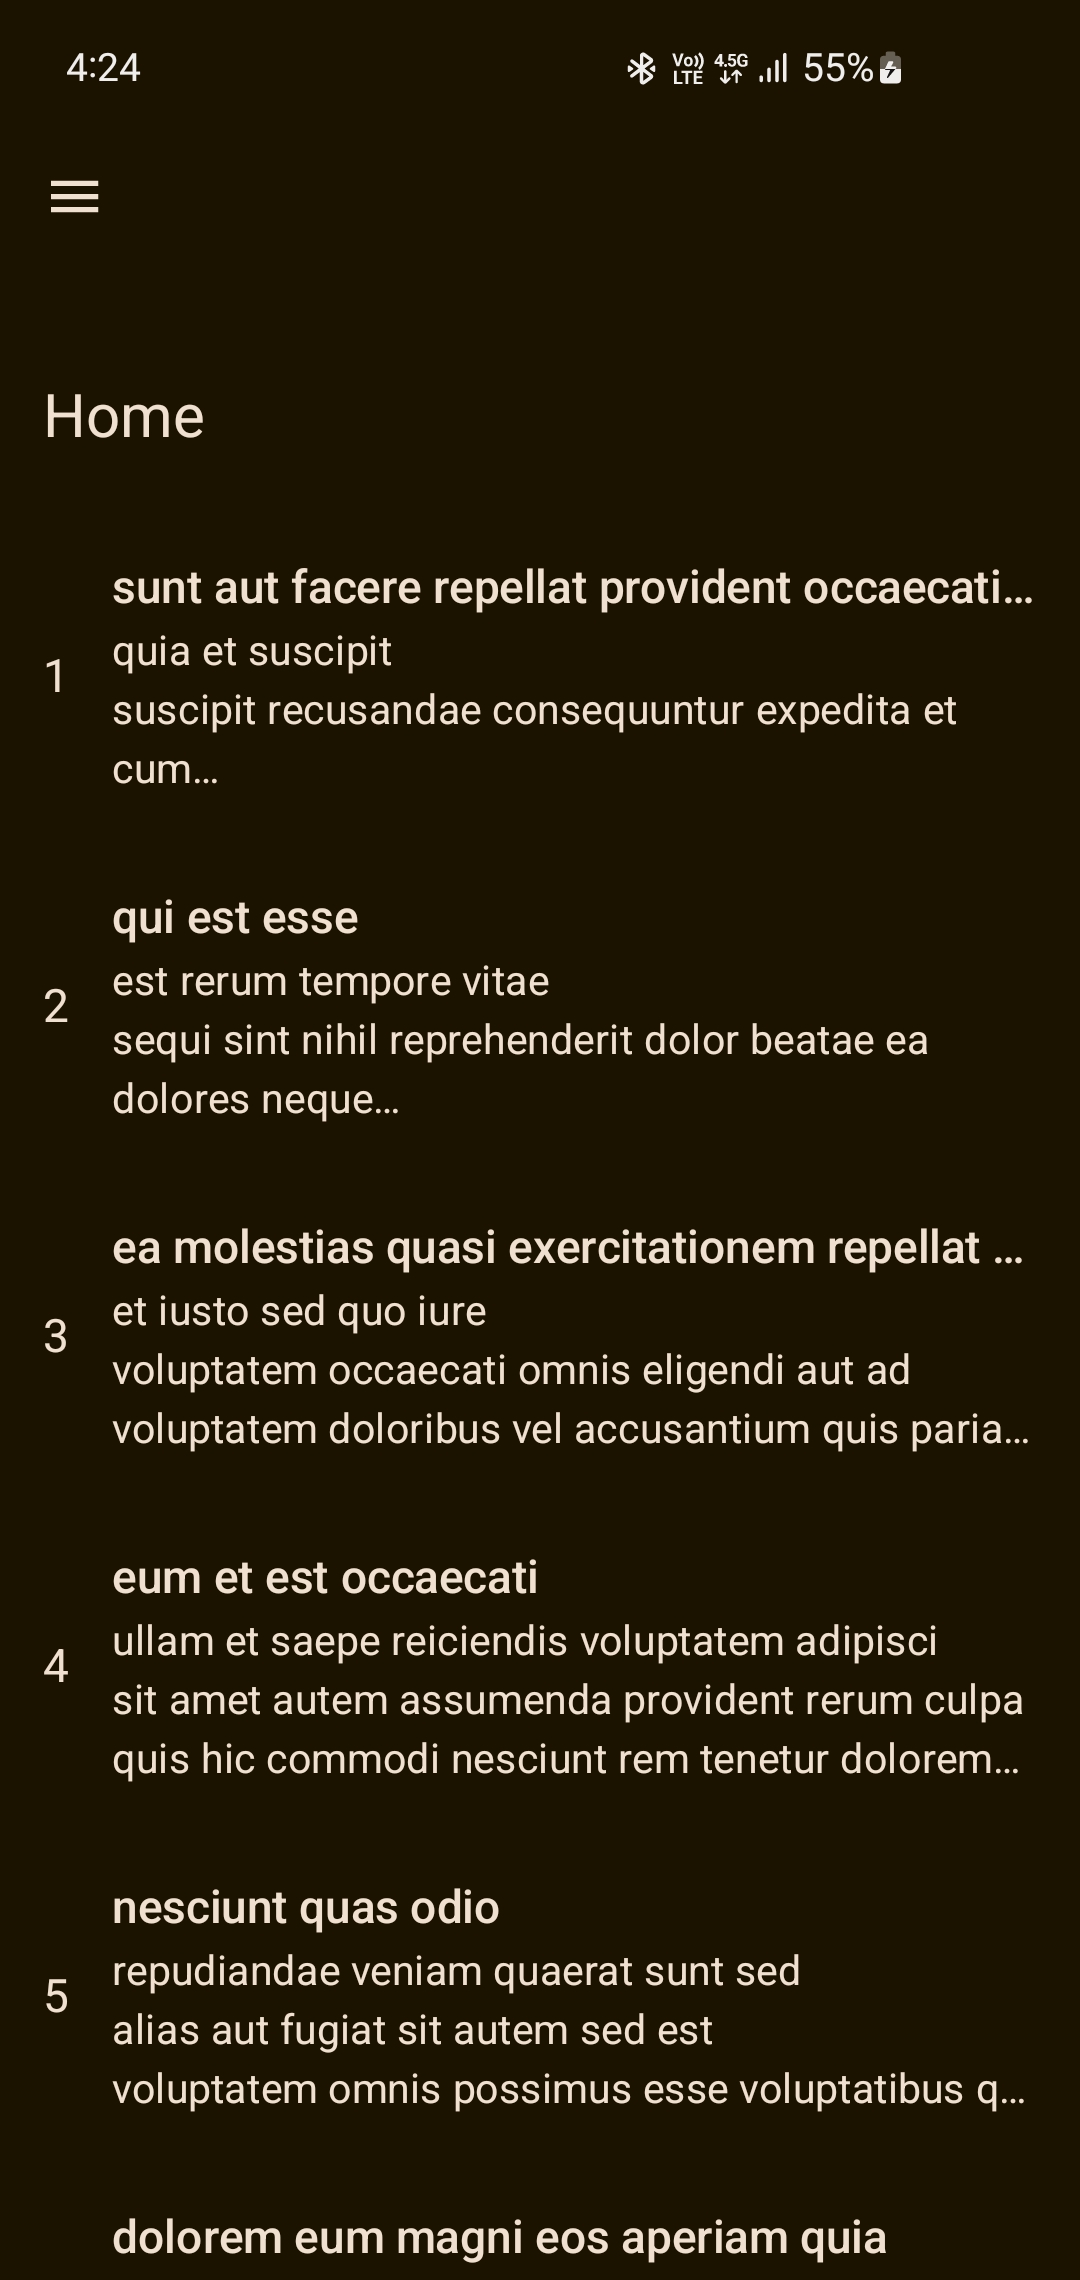 4:24 Vo)) LTE 4.5G 55%
Home
sunt aut facere repellat provident occaecati...
1
quia et suscipit
suscipit recusandae consequuntur expedita et
cum...
qui est esse
2
est rerum tempore vitae
sequi sint nihil reprehenderit dolor beatae ea
dolores neque...
ea molestias quasi exercitationem repellat ...
3
et iusto sed quo iure
voluptatem occaecati omnis eligendi aut ad
voluptatem doloribus vel accusantium quis paria...
eum et est occaecati
4
ullam et saepe reiciendis voluptatem adipisci
sit amet autem assumenda provident rerum culpa
quis hic commodi nesciunt rem tenetur dolorem...
nesciunt quas odio
5
repudiandae veniam quaerat sunt sed
alias aut fugiat sit autem sed est
voluptatem omnis possimus esse voluptatibus q...
dolorem eum magni eos aperiam quia